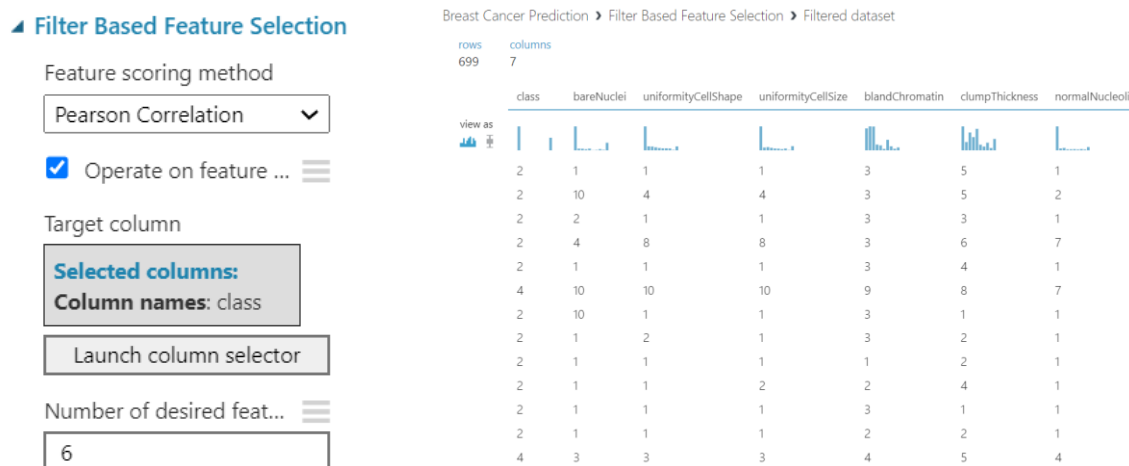 Filter Based Feature Selection
Feature scoring method
Pearson Correlation
Operate on feature ...
Target column
Selected columns:
Column names: class
Launch column selector
Number of desired feat...
6
Breast Cancer Prediction › Filter Based Feature Selection › Filtered dataset
rows columns
699 7
class bareNuclei uniformityCellShape uniformityCellSize blandChromatin clumpThickness normalNucleoli
view as
2 1 1 1 3 5 1
2 10 4 4 3 5 2
2 2 1 1 3 3 1
2 4 8 8 3 6 7
2 1 1 1 3 4 1
4 10 10 10 9 8 7
2 10 1 1 3 1 1
2 1 2 1 3 2 1
2 1 1 1 1 2 1
2 1 1 2 2 4 1
2 1 1 1 3 1 1
2 1 1 1 2 2 1
4 3 3 3 4 5 4